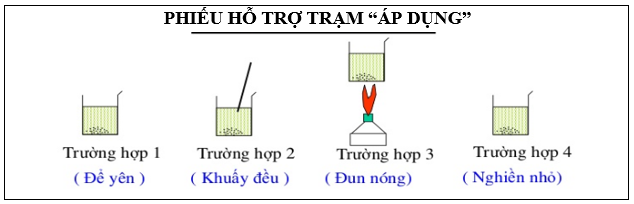 PHIẾU HỖ TRỢ TRẠM “ÁP DỤNG”
Trường hợp 1 Trường hợp 2 Trường hợp 3 Trường hợp 4
( Để yên ) ( Khuấy đều ) (Đun nóng) ( Nghiền nhỏ)